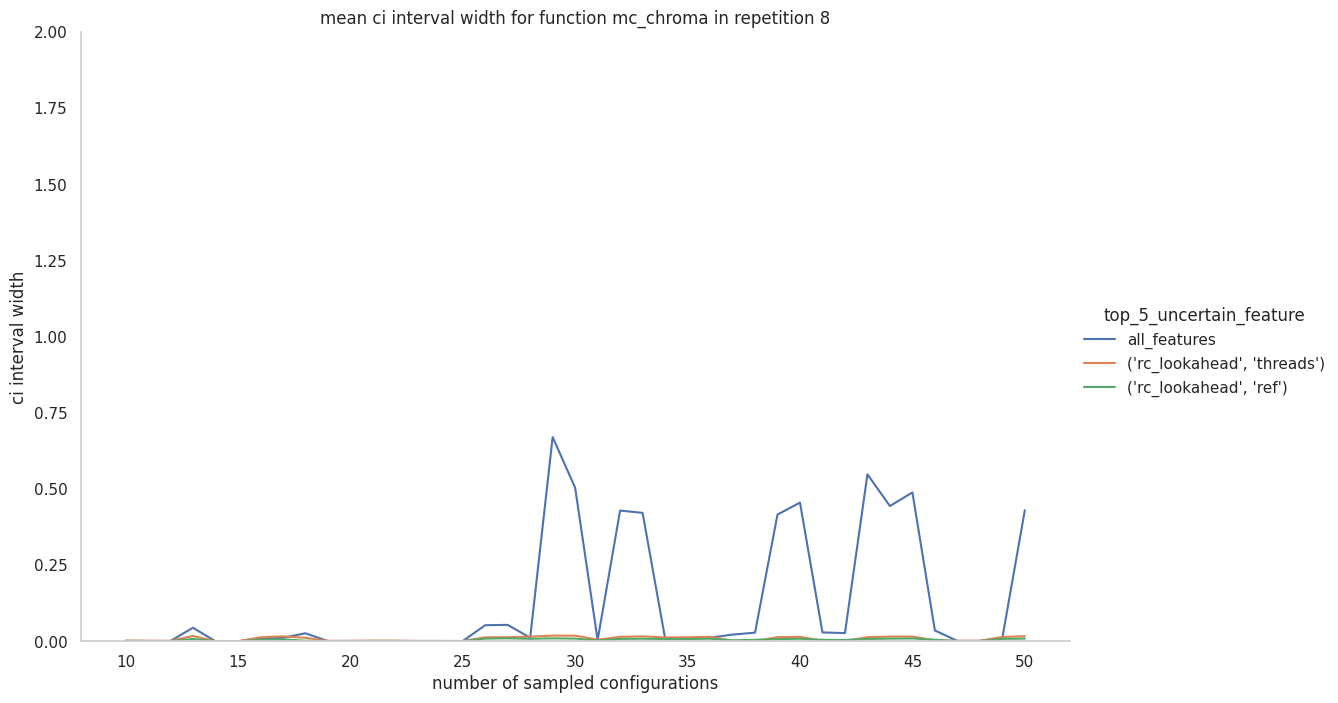 mean ci interval width for function mc_chroma in repetition 8
2.00
1.75
1.50
1.25
1.00
0.75
0.50
0.25
0.00
ci interval width
10 15 20 25 30 35 40 45 50
number of sampled configurations
top_5_uncertain_feature
all_features
('rc_lookahead', 'threads')
('rc_lookahead', 'ref')